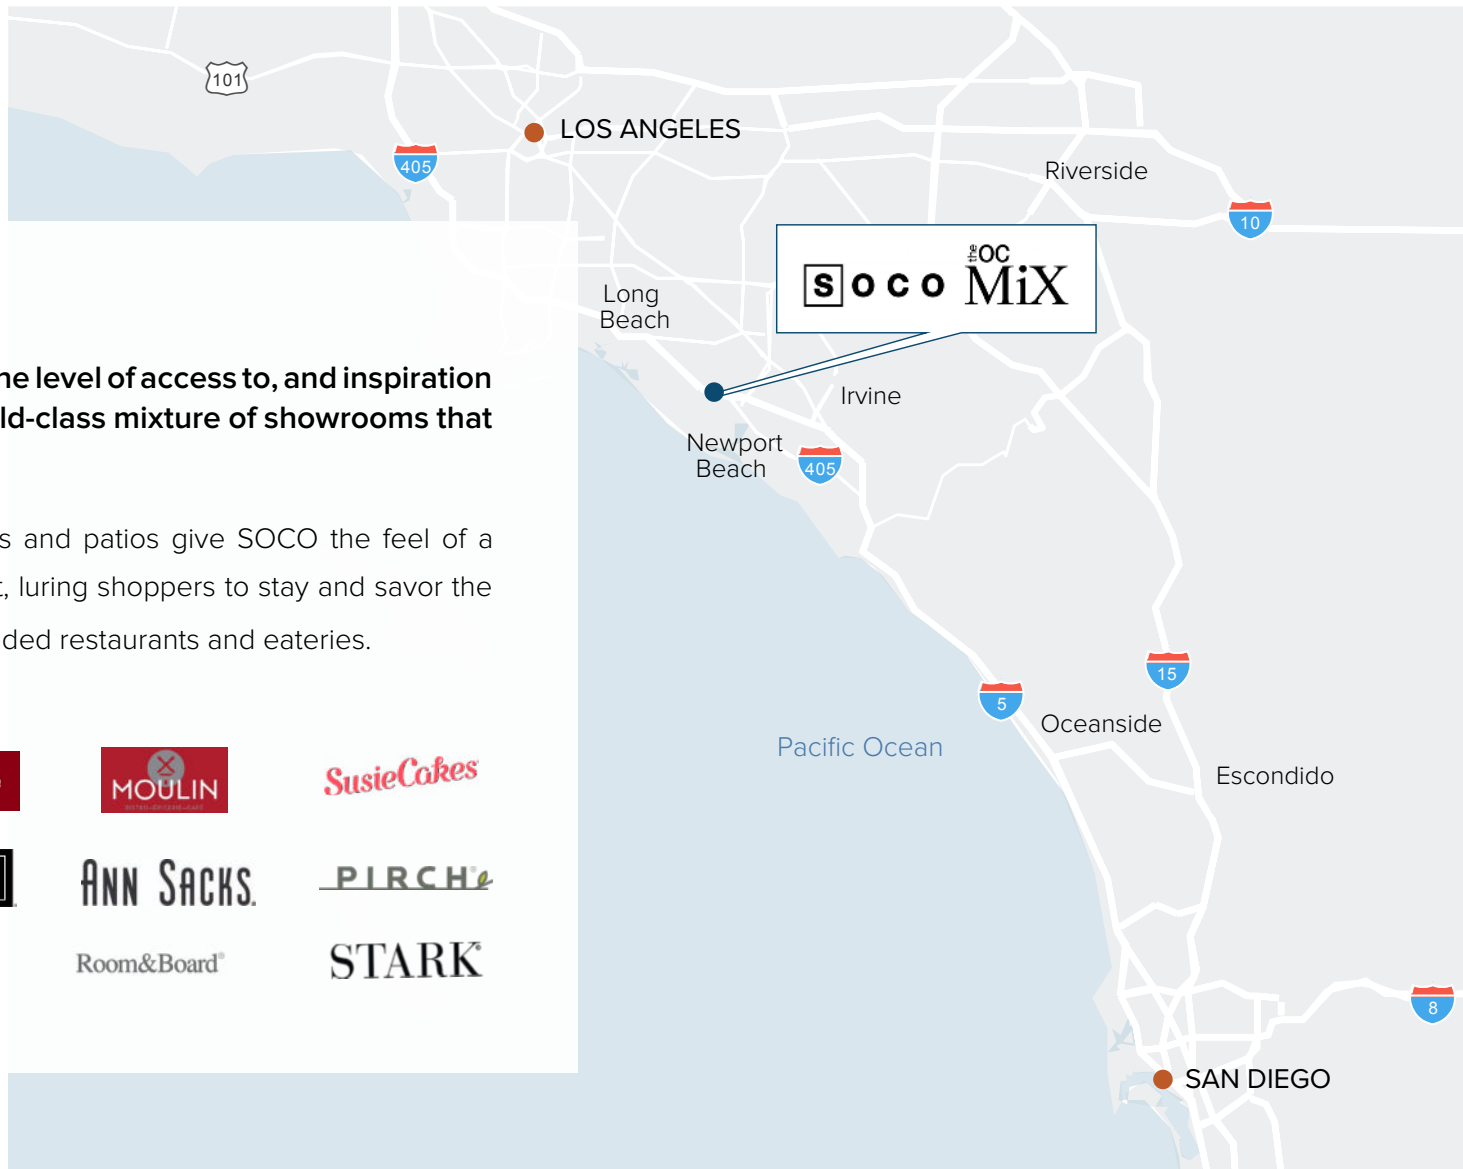 101
LOS ANGELES
405
Riverside
10
the OC
soco MiX
Long
Beach
Irvine
Newport
Beach
405
he level of access to, and inspiration
ld-class mixture of showrooms that
s and patios give SOCO the feel of a
t, luring shoppers to stay and savor the
ded restaurants and eateries.
15
5
Oceanside
Pacific Ocean
Escondido
MOULIN
SusieCakes
ANN SACKS.
PIRCH®
Room&Board®
STARK®
8
SAN DIEGO